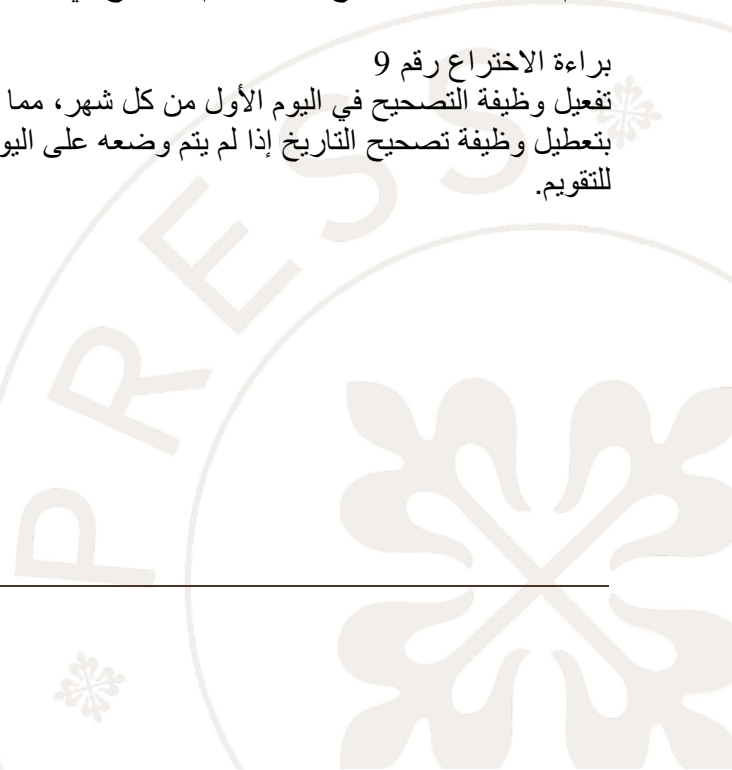 براءة الاختراع رقم 9
تفعيل وظيفة التصحيح في اليوم الأول من كل شهر، مما
بتعطيل وظيفة تصحيح التاريخ إذا لم يتم وضعه على
للتقويم.
PRESS